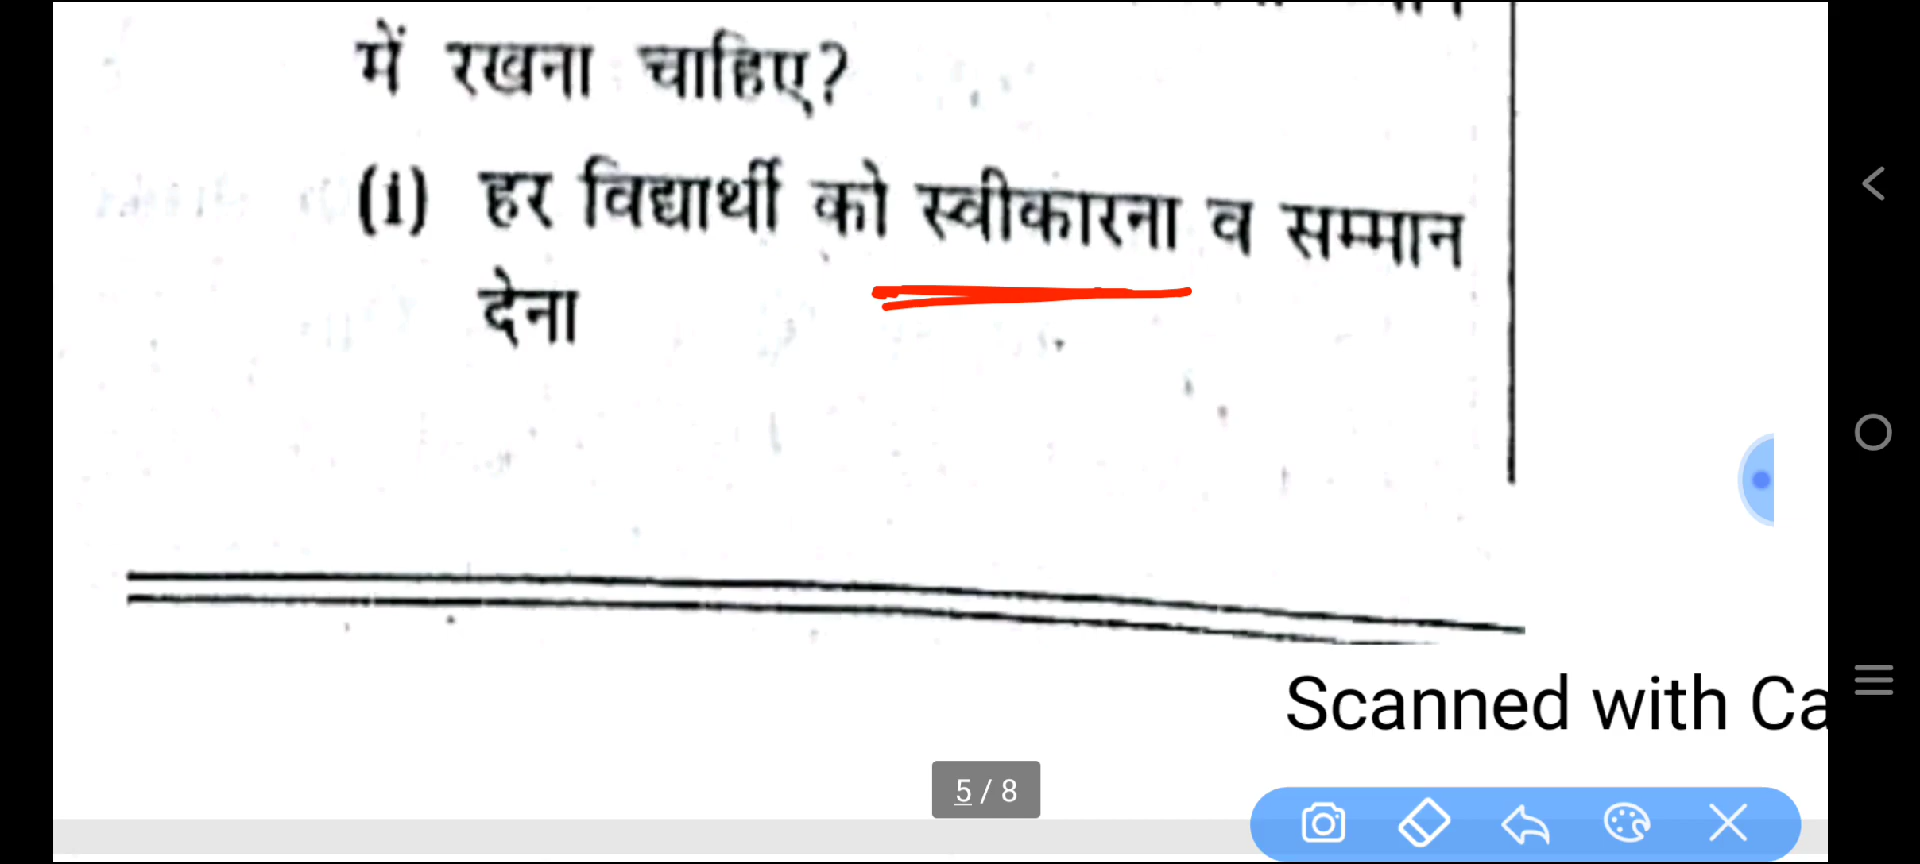 में रखना चाहिए?
(i) हर विद्यार्थी को स्वीकारना व सम्मान
देना
Scanned with Ca
5 / 8